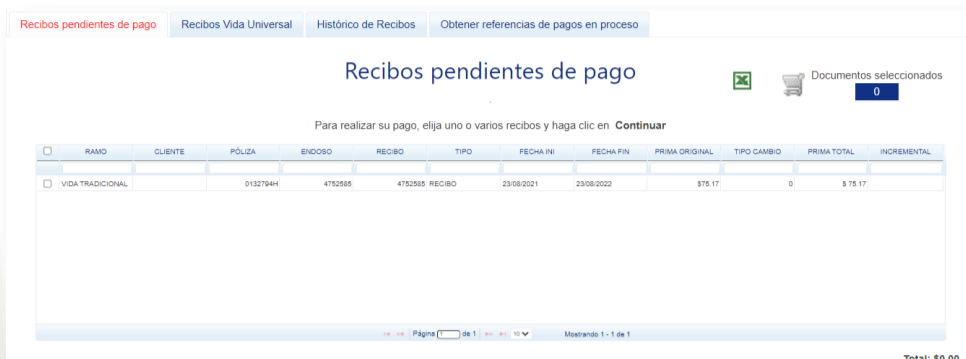 Recibos pendientes de pago Recibos Vida Universal Histórico de Recibos Obtener referencias de pagos en proceso
Recibos pendientes de pago
Documentos seleccionados
0
Para realizar su pago, elija uno o varios recibos y haga clic en Continuar
RAMO CLIENTE PÓLIZA ENDOSO RECIBO TIPO FECHA INI FECHA FIN PRIMA ORIGINAL TIPO CAMBIO PRIMA TOTAL INCREMENTAL
VIDA TRADICIONAL 0132794H 4752585 4752585 RECIBO 23/08/2021 23/08/2022 $75.17 0 $ 75.17
Página 1 de 1 10 Mostrando 1 - 1 de 1
Total: $0.00